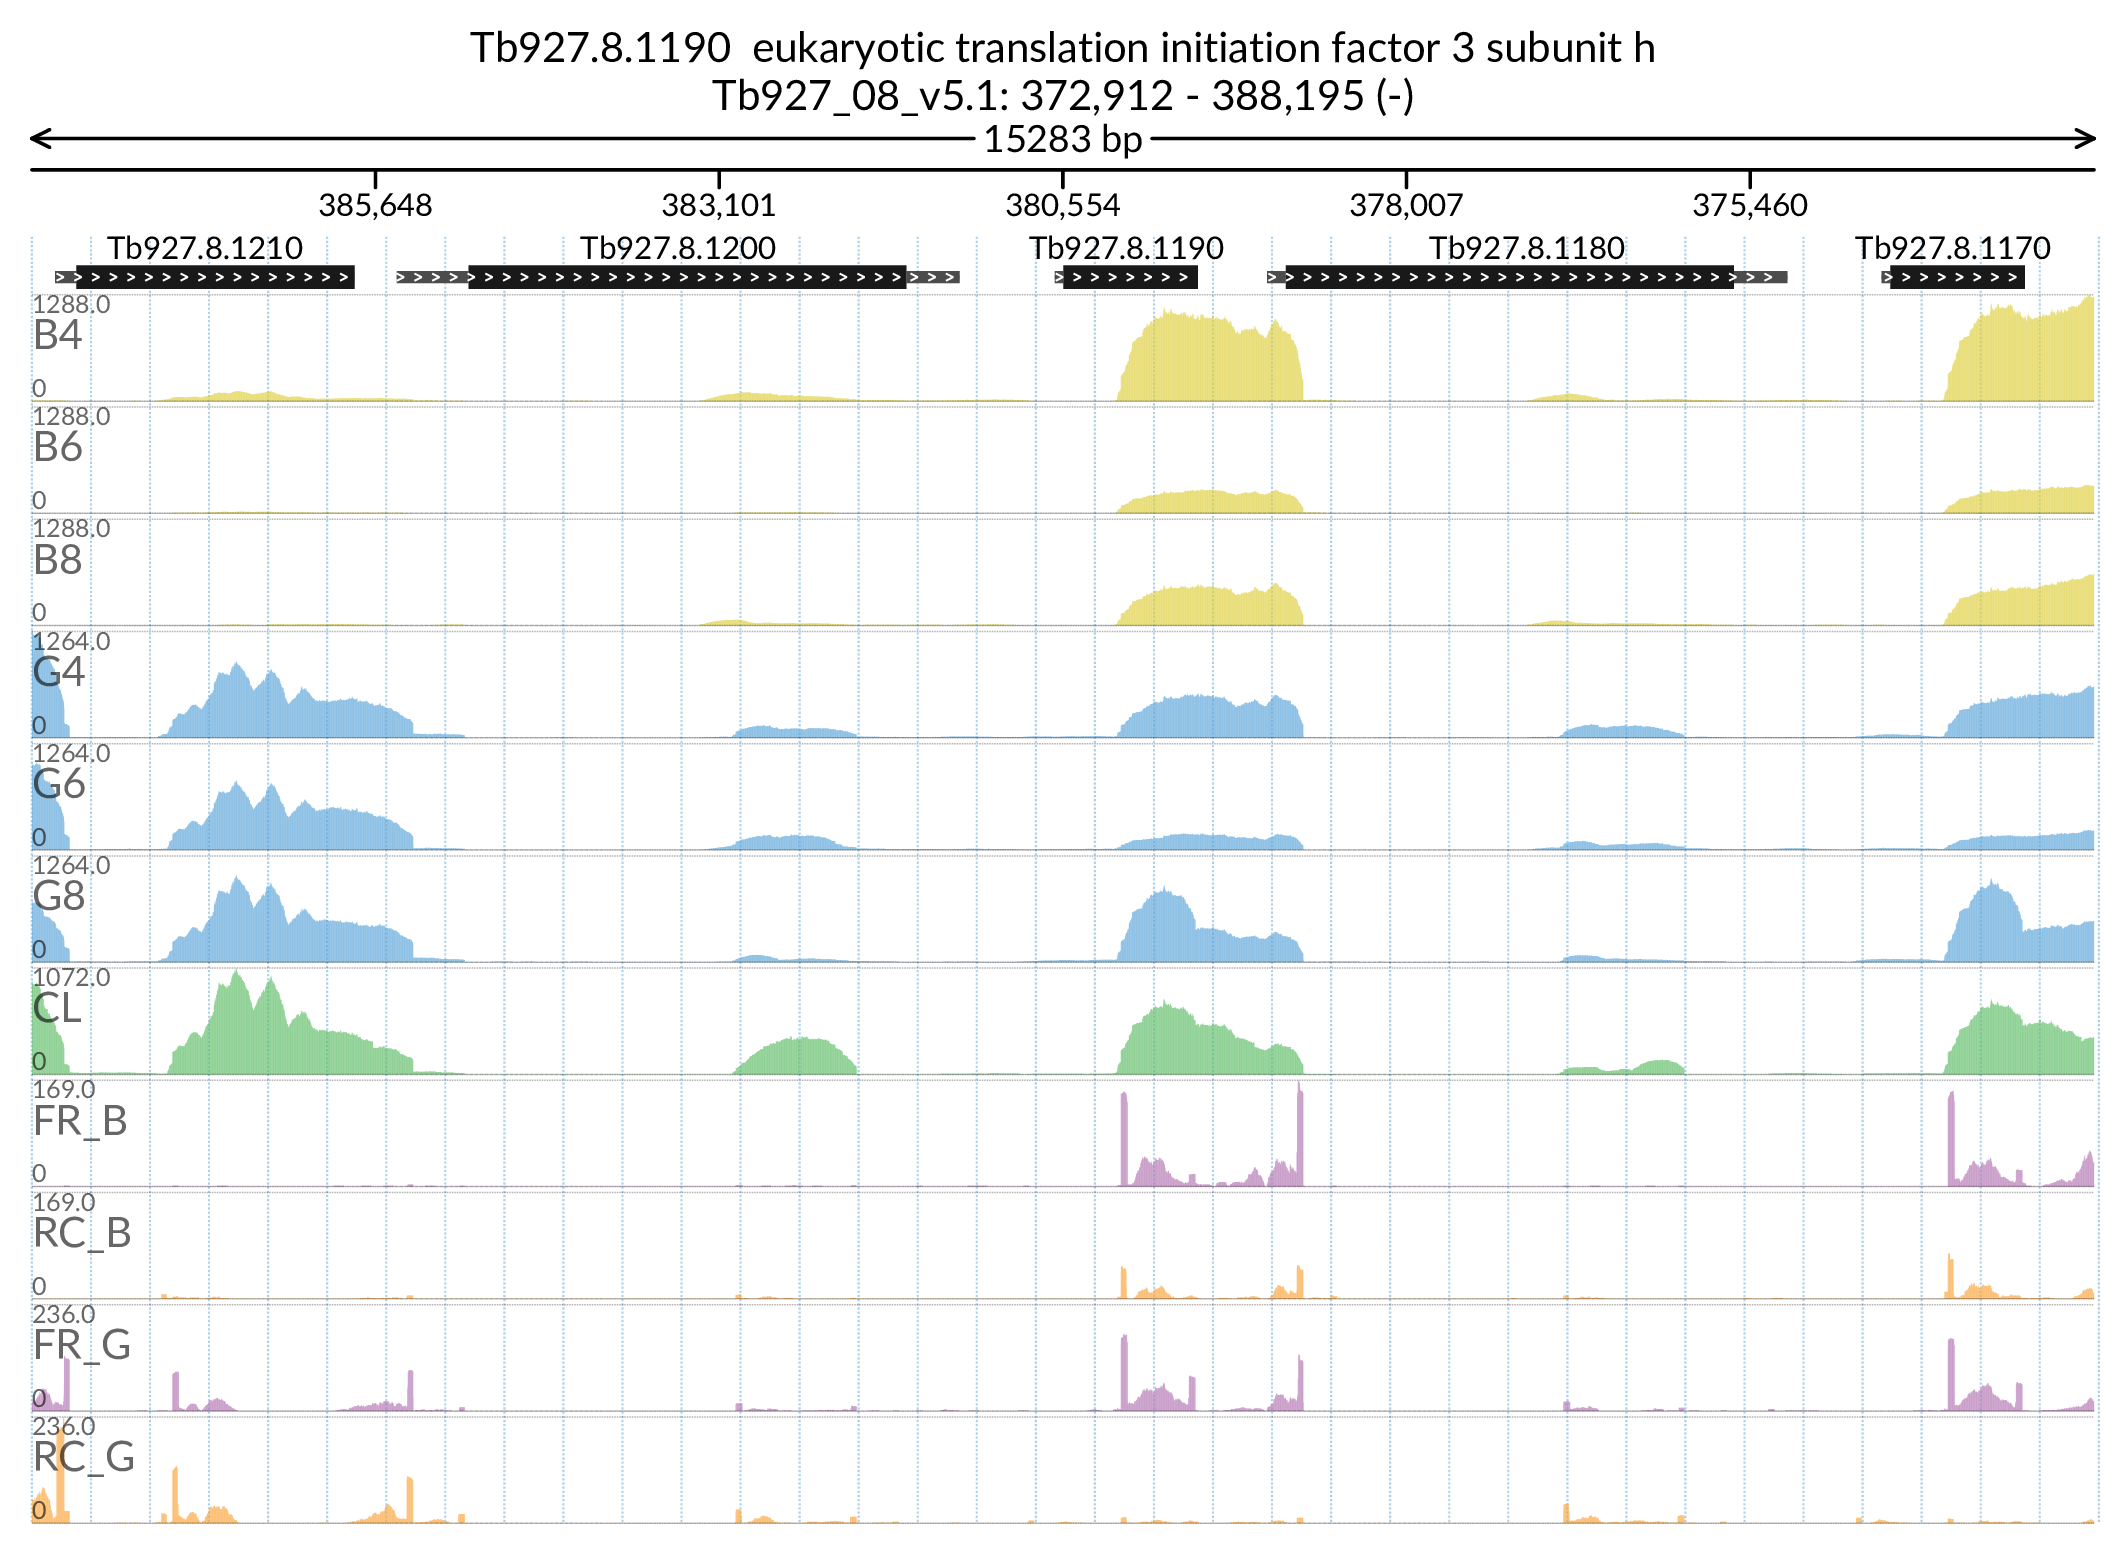 Tb927.8.1190  eukaryotic translation initiation factor 3 subunit h
Tb927_08_v5.1: 372,912 - 388,195 (-)
15283 bp
385,648 383,101 380,554 378,007 375,460
Tb927.8.1210 Tb927.8.1200 Tb927.8.1190 Tb927.8.1180 Tb927.8.1170
1288.0
B4
0
1288.0
B6
0
1288.0
B8
0
1264.0
G4
0
1264.0
G6
0
1264.0
G8
0
1072.0
CL
0
169.0
FR_B
0
169.0
RC_B
0
236.0
FR_G
0
236.0
RC_G
0